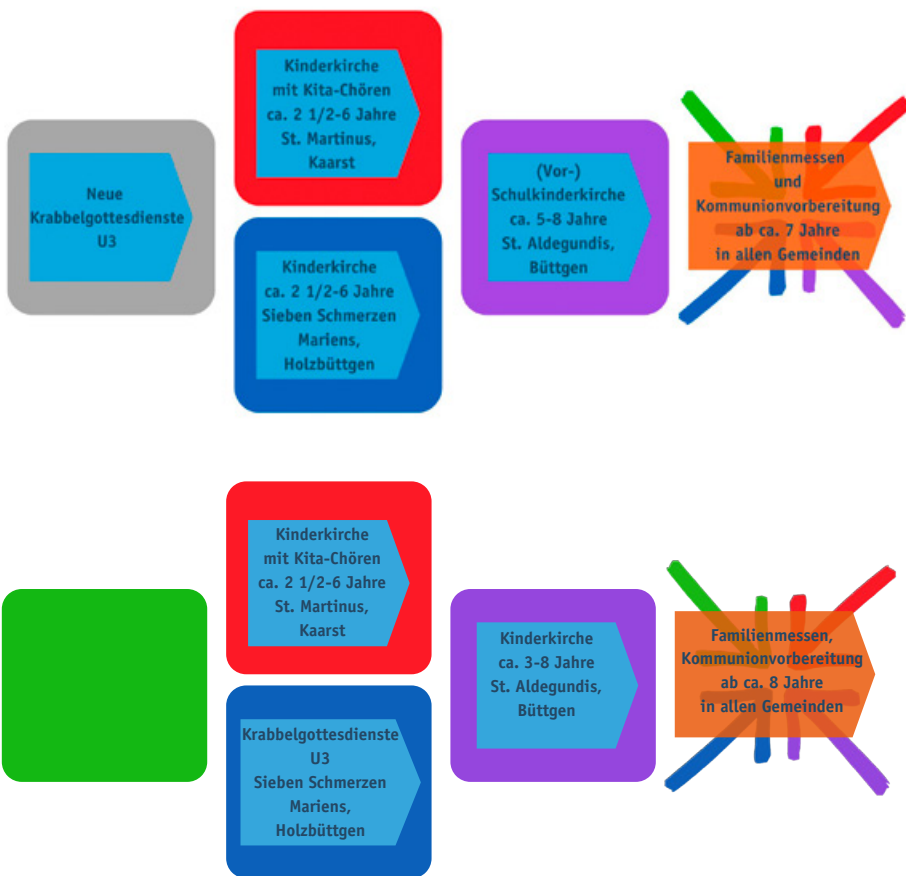 Neue
Krabbelgottesdienste
U3
Kinderkirche
mit Kita-Chören
ca. 2 1/2-6 Jahre
St. Martinus,
Kaarst
Kinderkirche
ca. 2 1/2-6 Jahre
Sieben Schmerzen
Mariens,
Holzbüttgen
(Vor-)
Schulkinderkirche
ca. 5-8 Jahre
St. Aldegundis,
Büttgen
Familienmessen
und
Kommunionvorbereitung
ab ca. 7 Jahre
in allen Gemeinden
Kinderkirche
mit Kita-Chören
ca. 2 1/2-6 Jahre
St. Martinus,
Kaarst
Krabbelgottesdienste
U3
Sieben Schmerzen
Mariens,
Holzbüttgen
Kinderkirche
ca. 3-8 Jahre
St. Aldegundis,
Büttgen
Familienmessen,
Kommunionvorbereitung
ab ca. 8 Jahre
in allen Gemeinden